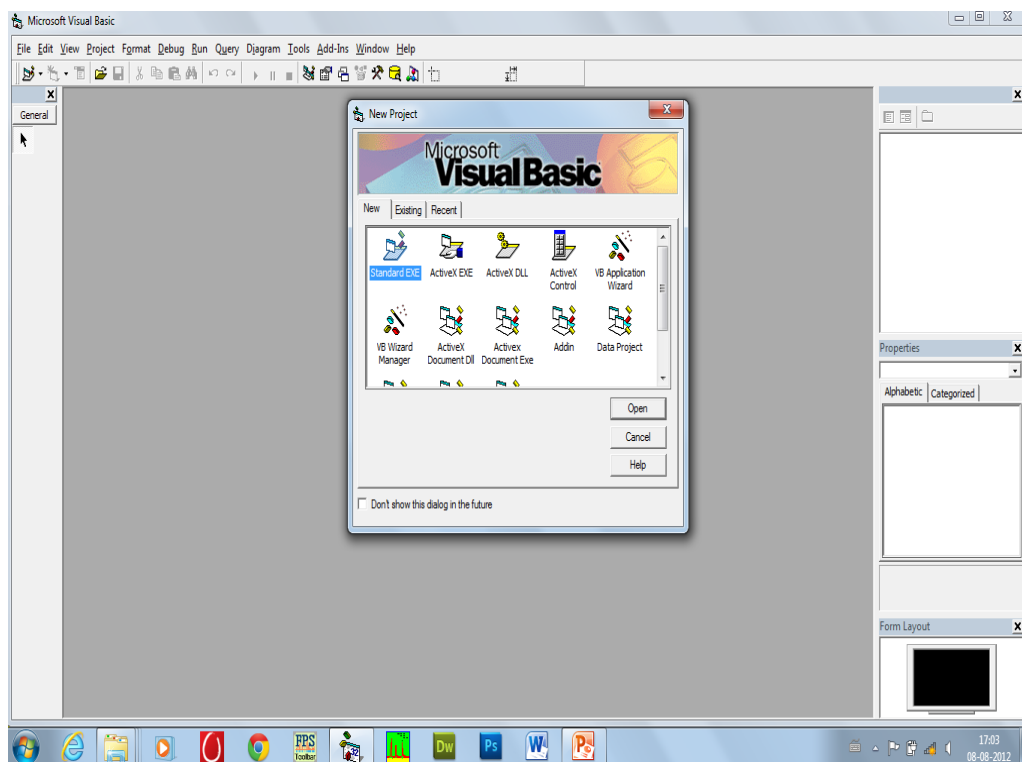 Microsoft Visual Basic
File Edit View Project Format Debug Run Query Diagram Tools Add-Ins Window Help
General
New Project
Microsoft
Visual Basic
New Existing Recent
Standard EXE ActiveX EXE ActiveX DLL ActiveX Control VB Application Wizard
VB Wizard Manager ActiveX Document Dll Activex Document Exe Addin Data Project
Open
Cancel
Help
Don't show this dialog in the future
Properties
Alphabetic Categorized
Form Layout
FPS
Toolbar
32
Dw
Ps
W
P
17:03
08-08-2012